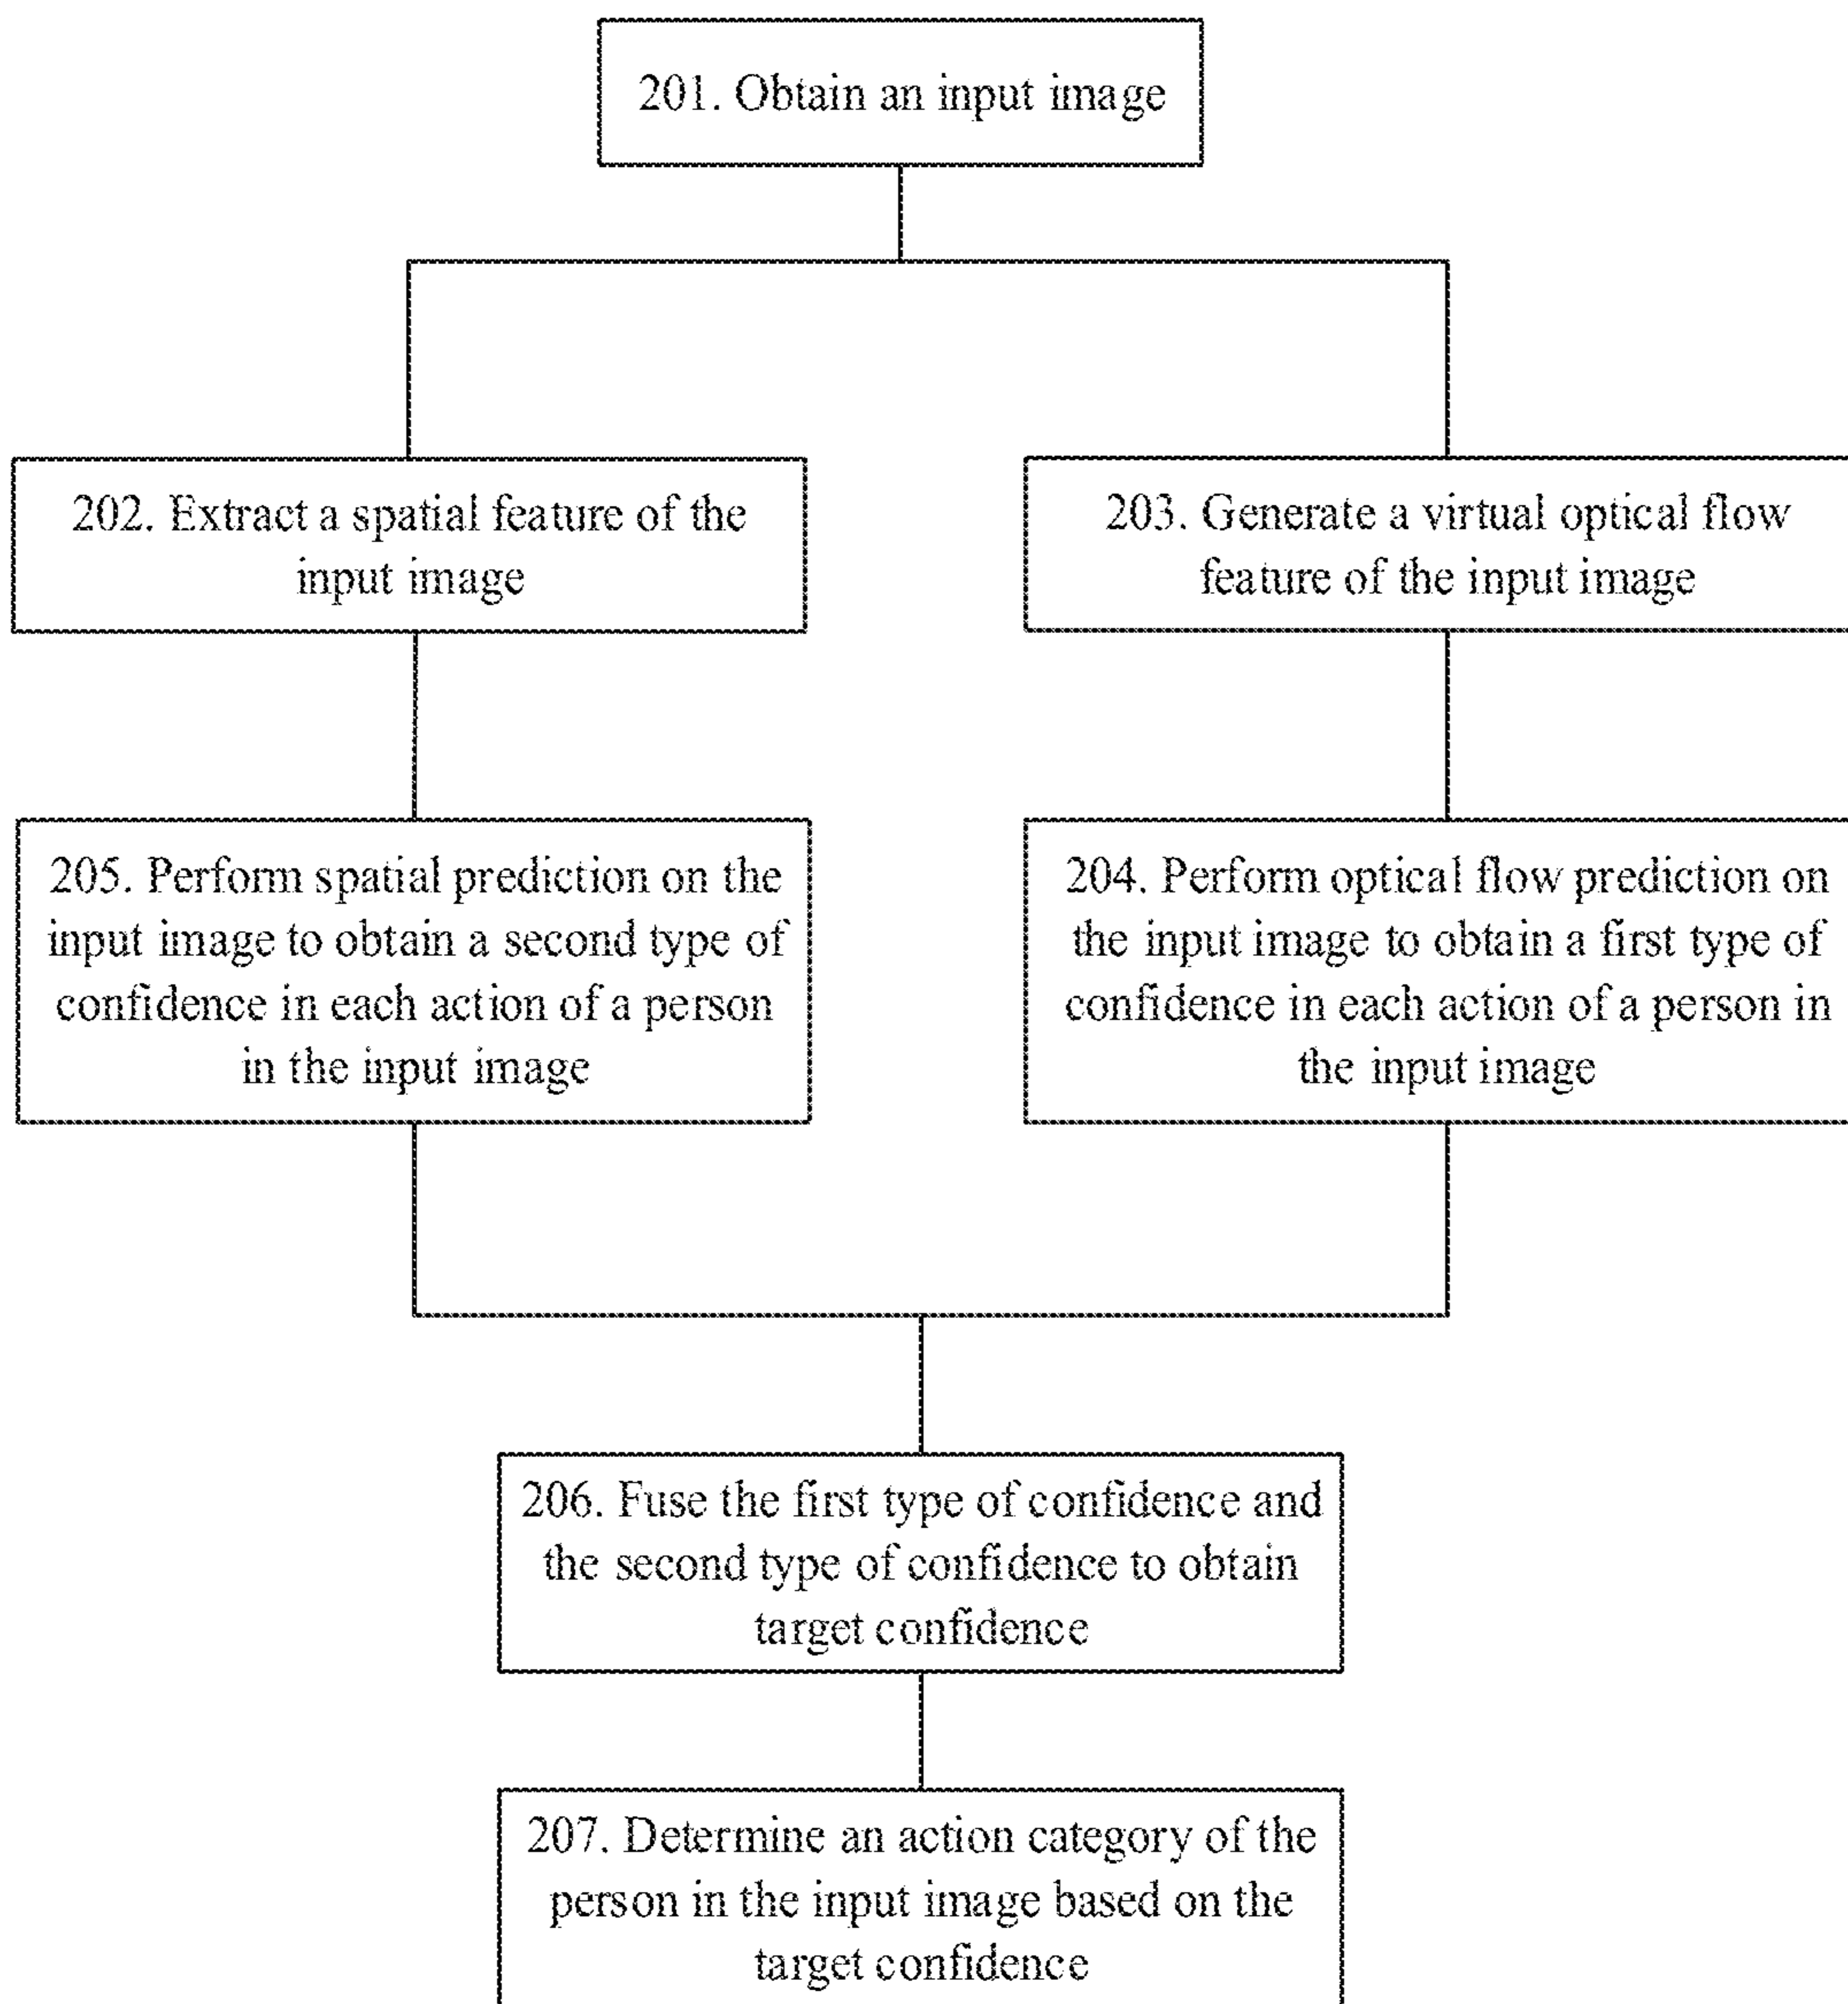 201. Obtain an input image
202. Extract a spatial feature of the
input image
203. Generate a virtual optical flow
feature of the input image
205. Perform spatial prediction on the
input image to obtain a second type of
confidence in each action of a person
in the input image
204. Perform optical flow prediction on
the input image to obtain a first type of
confidence in each action of a person in
the input image
206. Fuse the first type of confidence and
the second type of confidence to obtain
target confidence
207. Determine an action category of the
person in the input image based on the
target confidence